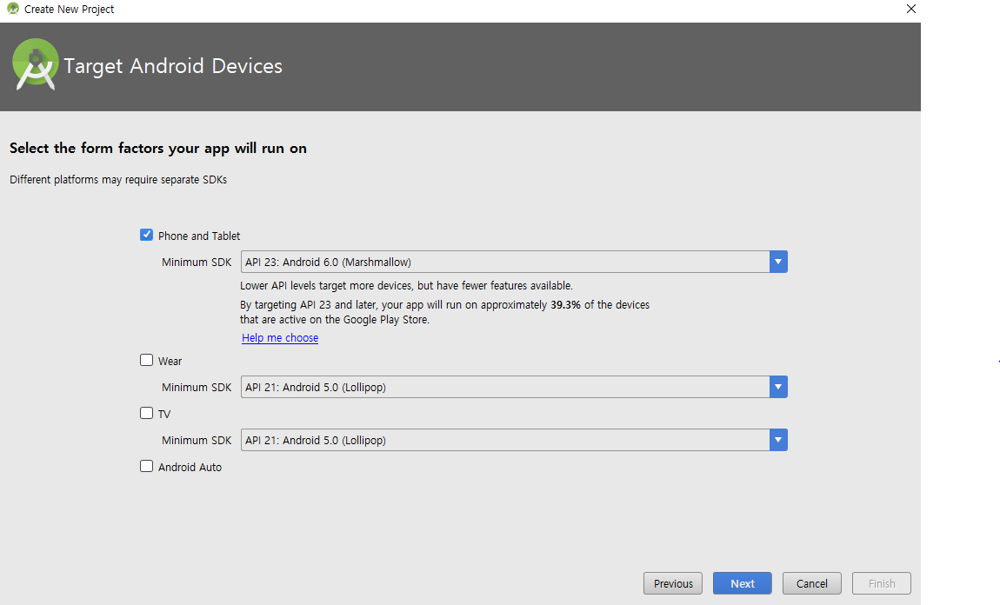 Create New Project
Target Android Devices
Select the form factors your app will run on
Different platforms may require separate SDKs
Phone and Tablet
Minimum SDK API 23: Android 6.0 (Marshmallow)
Lower API levels target more devices, but have fewer features available.
By targeting API 23 and later, your app will run on approximately 39.3% of the devices
that are active on the Google Play Store.
Help me choose
Wear
Minimum SDK API 21: Android 5.0 (Lollipop)
TV
Minimum SDK API 21: Android 5.0 (Lollipop)
Android Auto
Previous Next Cancel Finish